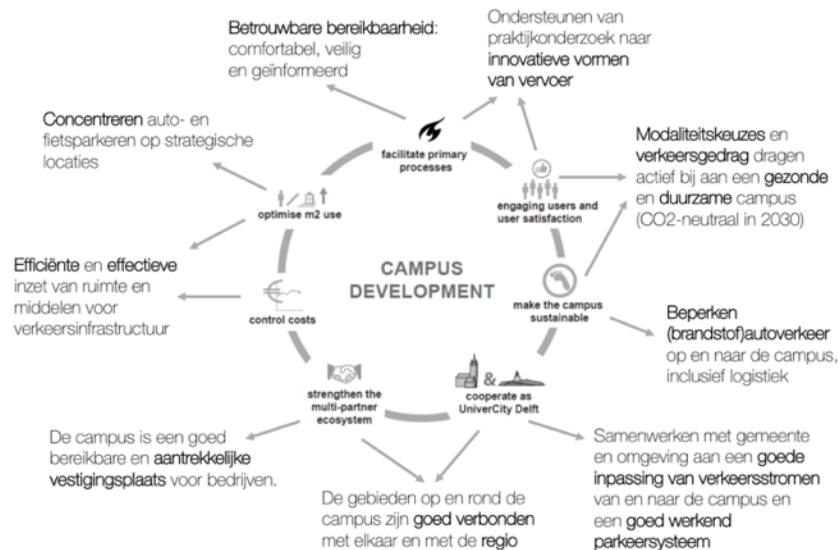 Betrouwbare bereikbaarheid:
comfortabel, veilig
en geïnformeerd
Ondersteunen van
praktijkonderzoek naar
innovatieve vormen
van vervoer
Concentreren auto- en
fietsparkeren op strategische
locaties
facilitate primary
processes
Modaliteitskeuzes en
verkeersgedrag dragen
actief bij aan een gezonde
en duurzame campus
(CO2-neutraal in 2030)
optimise m2 use
engaging users and
user satisfaction
Efficiënte en effectieve
inzet van ruimte en
middelen voor
verkeersinfrastructuur
CAMPUS
DEVELOPMENT
control costs
make the campus
sustainable
Beperken
(brandstof)autoverkeer
op en naar de campus,
inclusief logistiek
strengthen the
multi-partner
ecosystem
&
cooperate as
UniverCity Delft
De campus is een goed
bereikbare en aantrekkelijke
vestigingsplaats voor bedrijven.
De gebieden op en rond de
campus zijn goed verbonden
met elkaar en met de regio
Samenwerken met gemeente
en omgeving aan een goede
inpassing van verkeersstromen
van en naar de campus en
een goed werkend
parkeersysteem